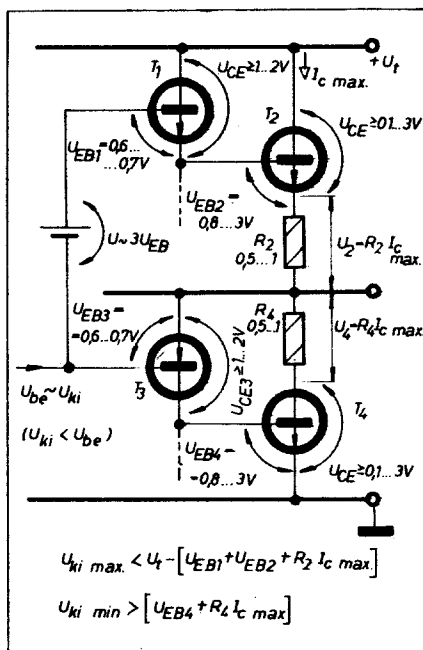 T1
UCE≥1...2V
+Ut
Ic max.
T2
UCE≥0,1...3V
UEB1=0,6...
...0,7V
UEB2=
0,8...3V
U~3UEB
R2
0,5...1
U2=R2 Ic
max.
UEB3=
=0,6...0,7V
R4
0,5...1
U4=R4Ic max.
UCE3≥1...2V
Ube~Uki
T3
(Uki<Ube)
T4
UEB4=
=0,8...3V
UCE≥0,1...3V
Uki max.<Ut-[UEB1+UEB2+R2 Ic max.]
Uki min>[UEB4+R4Ic max]